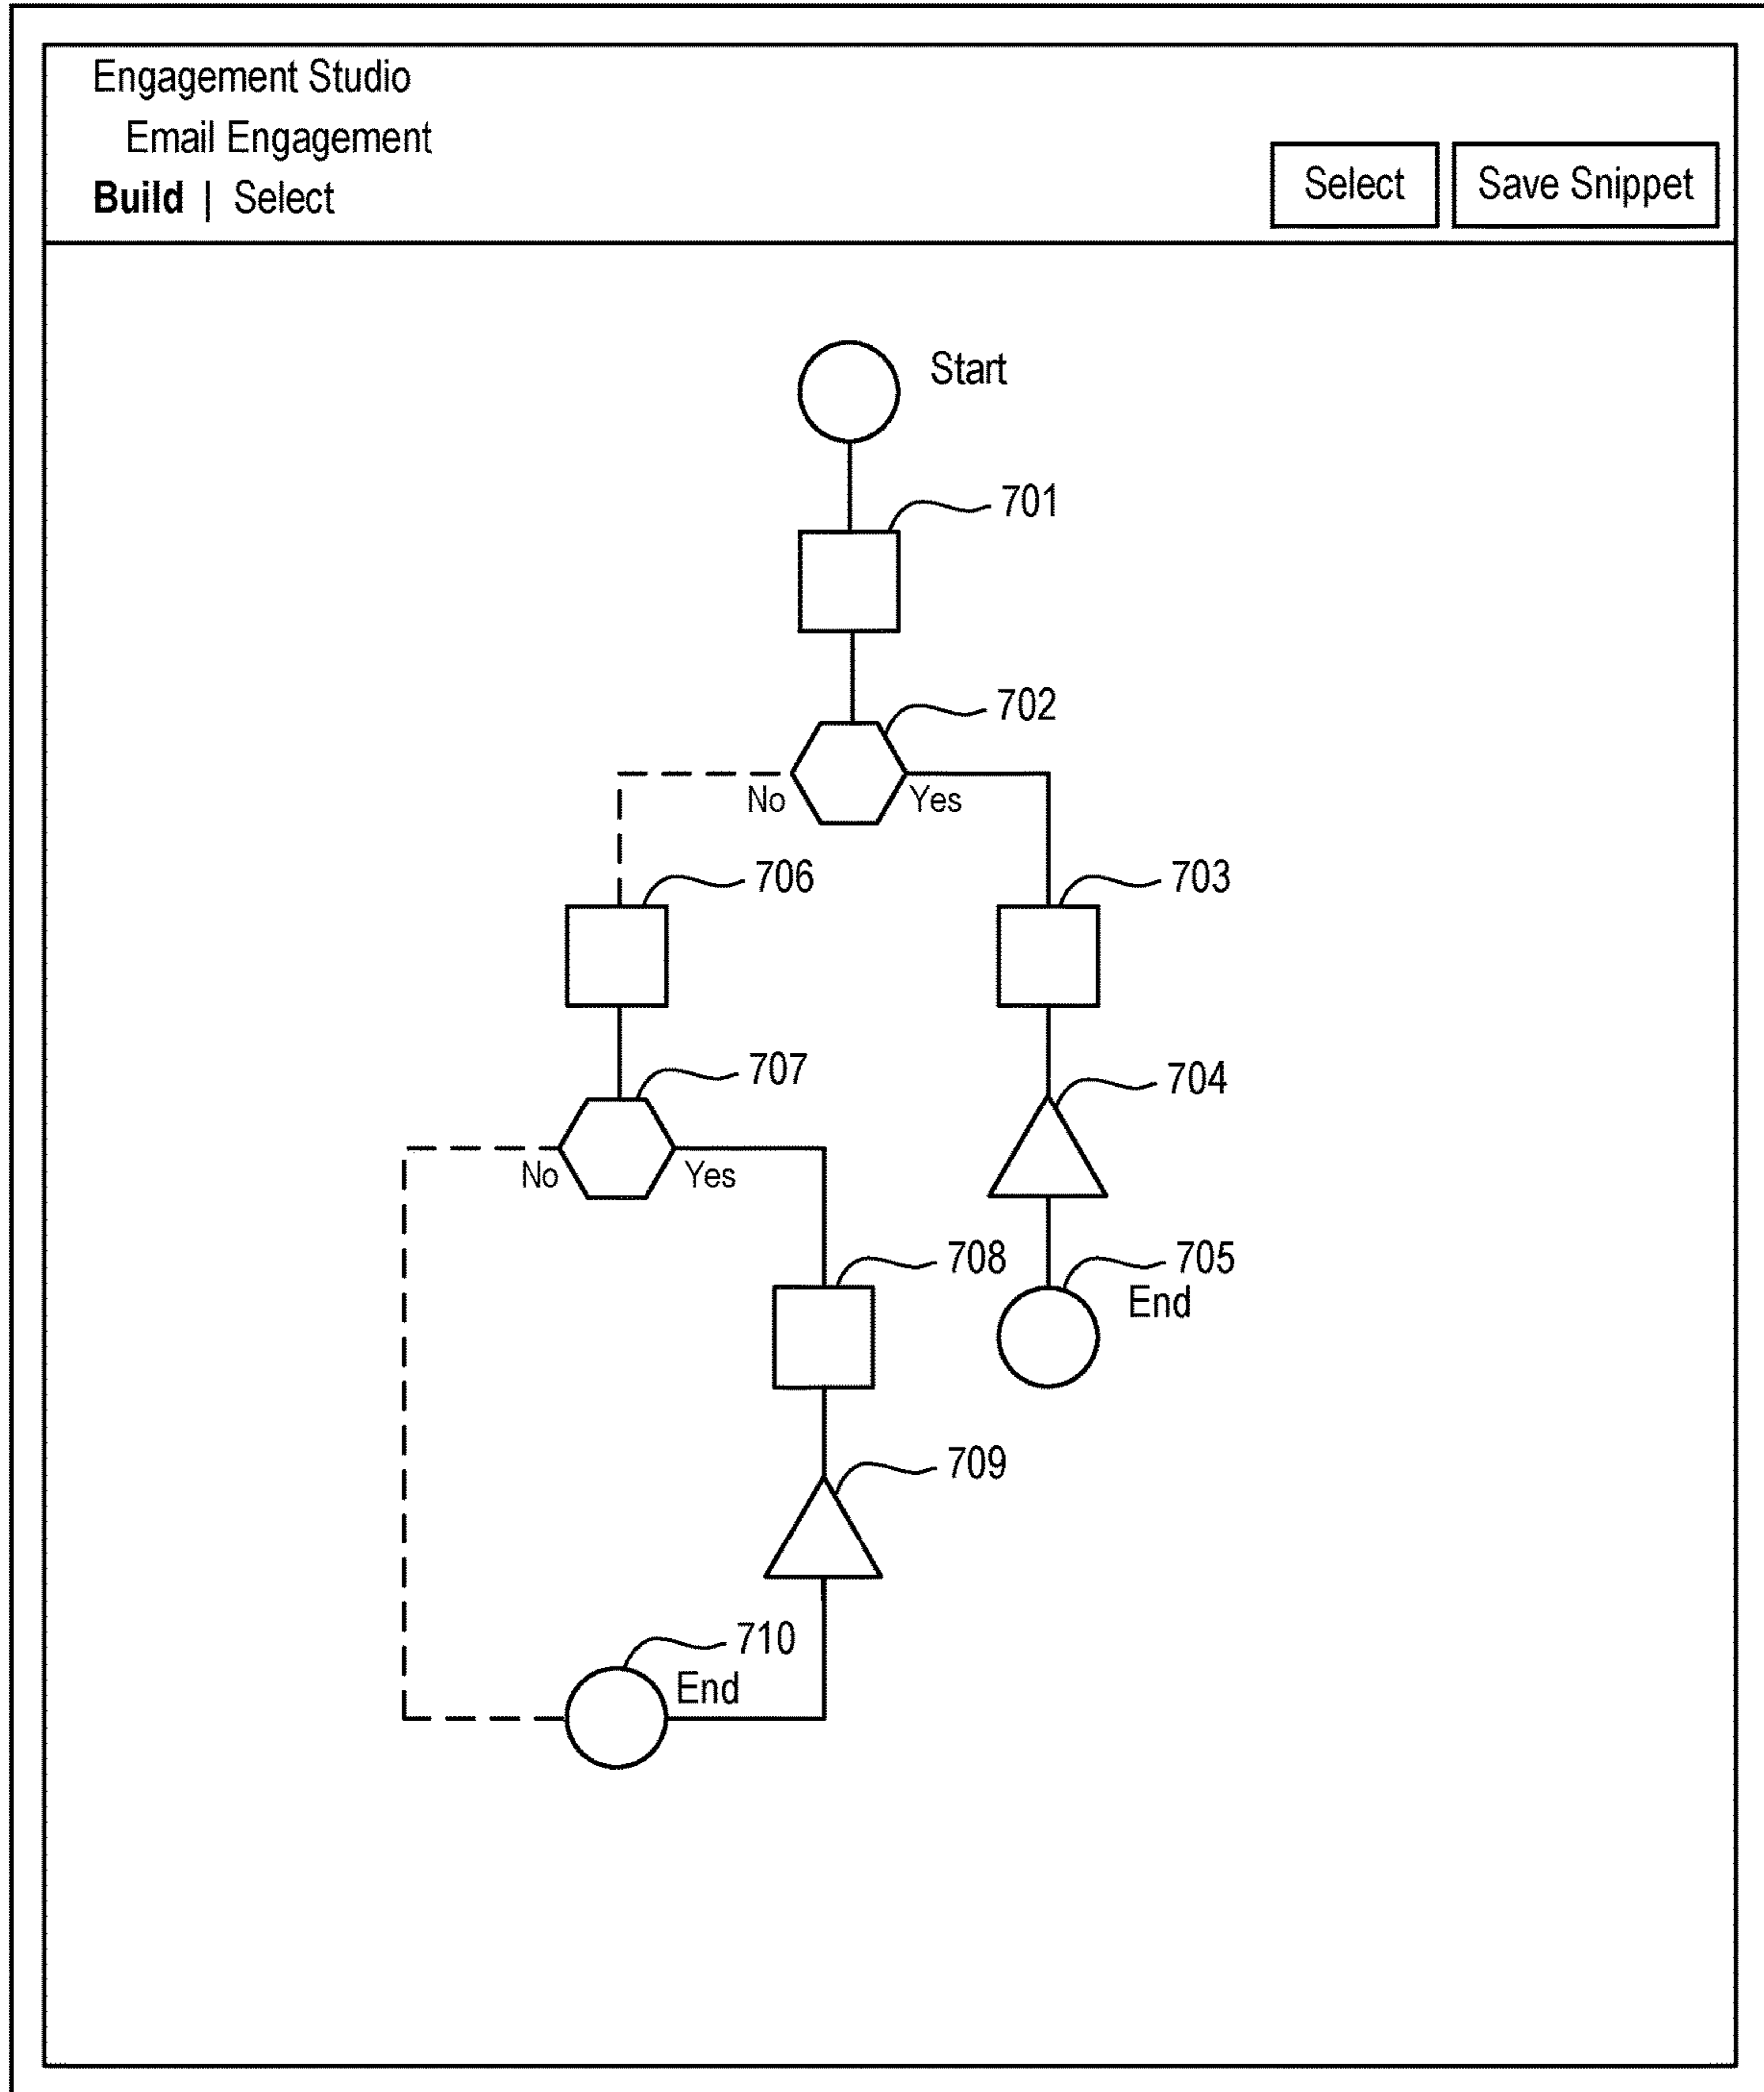 Engagement Studio
Email Engagement
Build | Select
Select
Save Snippet
Start
701
702
No
Yes
706
703
707
704
No
Yes
708
705
End
709
710
End